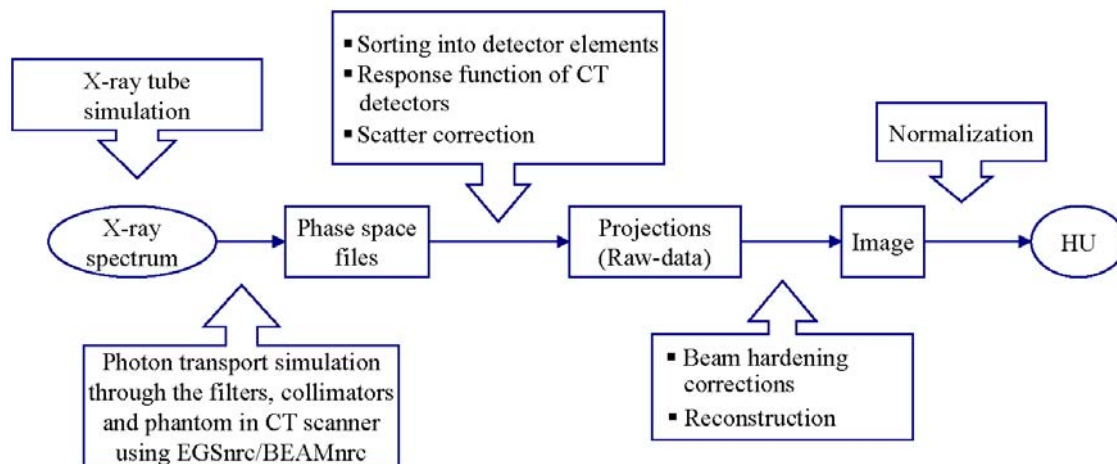 X-ray tube
simulation
▪ Sorting into detector elements
▪ Response function of CT
detectors
▪ Scatter correction
Normalization
X-ray
spectrum
Phase space
files
Projections
(Raw-data)
Image
HU
Photon transport simulation
through the filters, collimators
and phantom in CT scanner
using EGSnrc/BEAMnrc
▪ Beam hardening
corrections
▪ Reconstruction